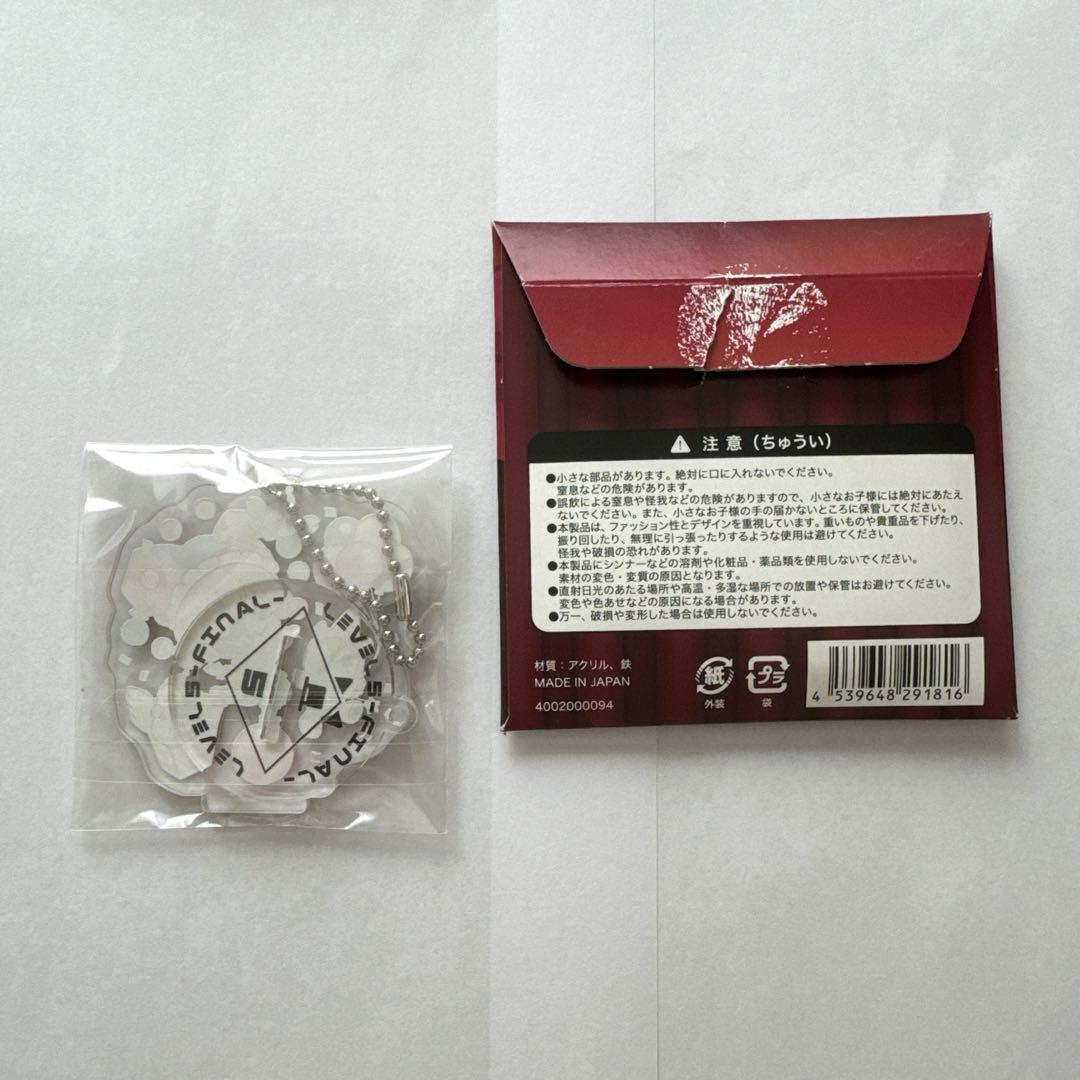 LEVEL5-FINAL-
LEVEL5-FINAL-
5
注意（ちゅうい）
●小さな部品があります。絶対に口に入れないでください。
窒息などの危険があります。
●誤飲による窒息や怪我などの危険がありますので、小さなお子様には絶対にあたえ
ないでください。また、小さなお子様の手の届かないところに保管してください。
●本製品は、ファッション性とデザインを重視しています。重いものや貴重品を下げたり、
振り回したり、無理に引っ張ったりするような使用は避けてください。
怪我や破損の恐れがあります。
●本製品にシンナーなどの溶剤や化粧品・薬品類を使用しないでください。
素材の変色・変質の原因となります。
●直射日光のあたる場所や高温・多湿な場所での放置や保管はお避けてください。
変色や色あせなどの原因になる場合があります。
●万一、破損や変形した場合は使用しないでください。
材質：アクリル、鉄
MADE IN JAPAN
4002000094
紙
外装
プラ
袋
4 539648 291816